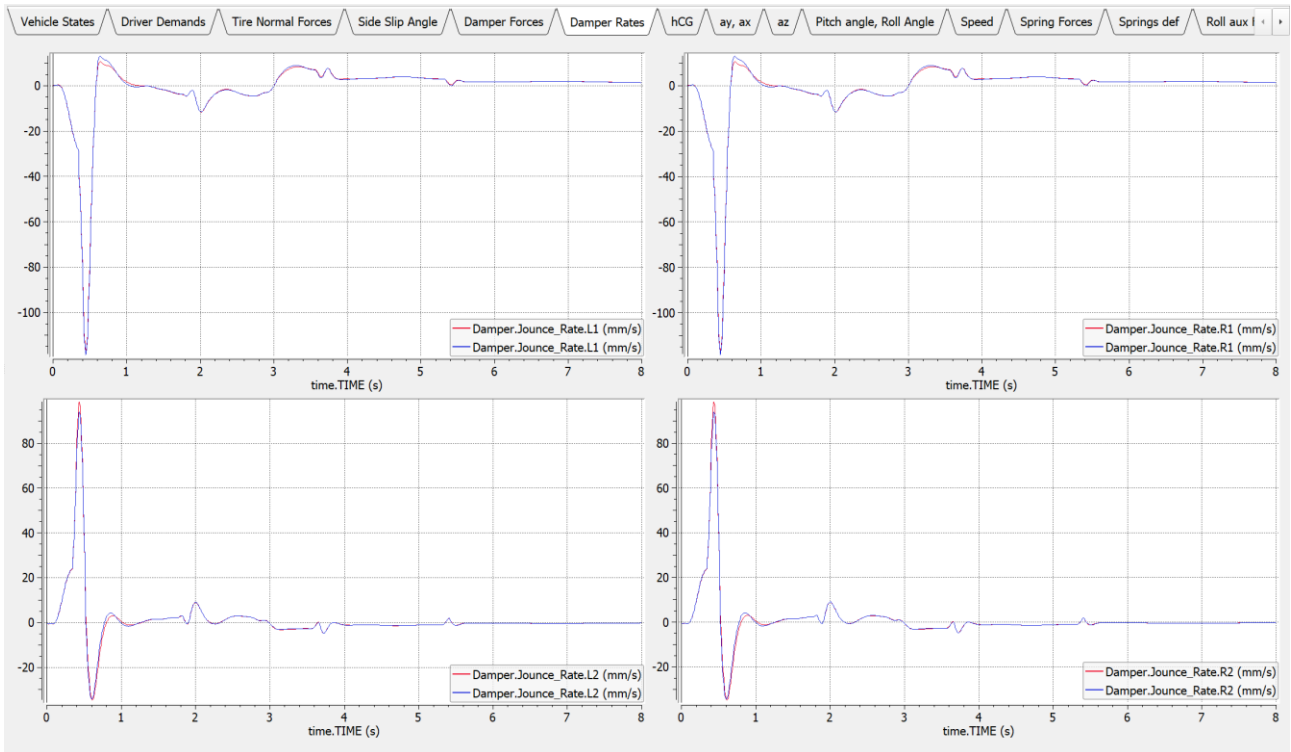 Vehicle States Driver Demands Tire Normal Forces Side Slip Angle Damper Forces Damper Rates hCG ay, ax az Pitch angle, Roll Angle Speed Spring Forces Springs def Roll aux
0
-20
-40
-60
-80
-100
Damper.Jounce_Rate.L1 (mm/s)
Damper.Jounce_Rate.L1 (mm/s)
0 1 2 3 4 5 6 7 8
time.TIME (s)
0
-20
-40
-60
-80
-100
Damper.Jounce_Rate.R1 (mm/s)
Damper.Jounce_Rate.R1 (mm/s)
0 1 2 3 4 5 6 7 8
time.TIME (s)
80
60
40
20
0
-20
Damper.Jounce_Rate.L2 (mm/s)
Damper.Jounce_Rate.L2 (mm/s)
0 1 2 3 4 5 6 7 8
time.TIME (s)
80
60
40
20
0
-20
Damper.Jounce_Rate.R2 (mm/s)
Damper.Jounce_Rate.R2 (mm/s)
0 1 2 3 4 5 6 7 8
time.TIME (s)